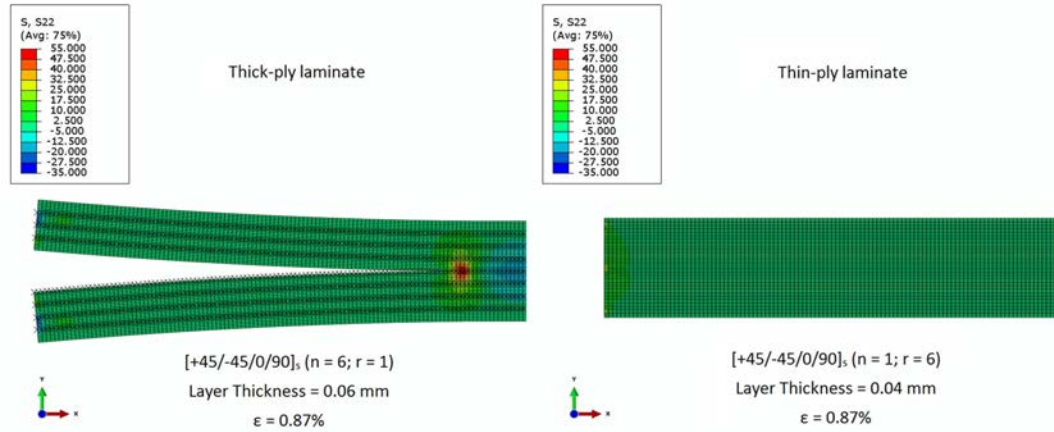 S, S22
(Avg: 75%)
55.000
47.500
40.000
32.500
25.000
17.500
10.000
2.500
-5.000
-12.500
-20.000
-27.500
-35.000
Thick-ply laminate
Y
X
[+45/-45/0/90]ₛ (n = 6; r = 1)
Layer Thickness = 0.06 mm
ε = 0.87%
S, S22
(Avg: 75%)
55.000
47.500
40.000
32.500
25.000
17.500
10.000
2.500
-5.000
-12.500
-20.000
-27.500
-35.000
Thin-ply laminate
Y
X
[+45/-45/0/90]ₛ (n = 1; r = 6)
Layer Thickness = 0.04 mm
ε = 0.87%